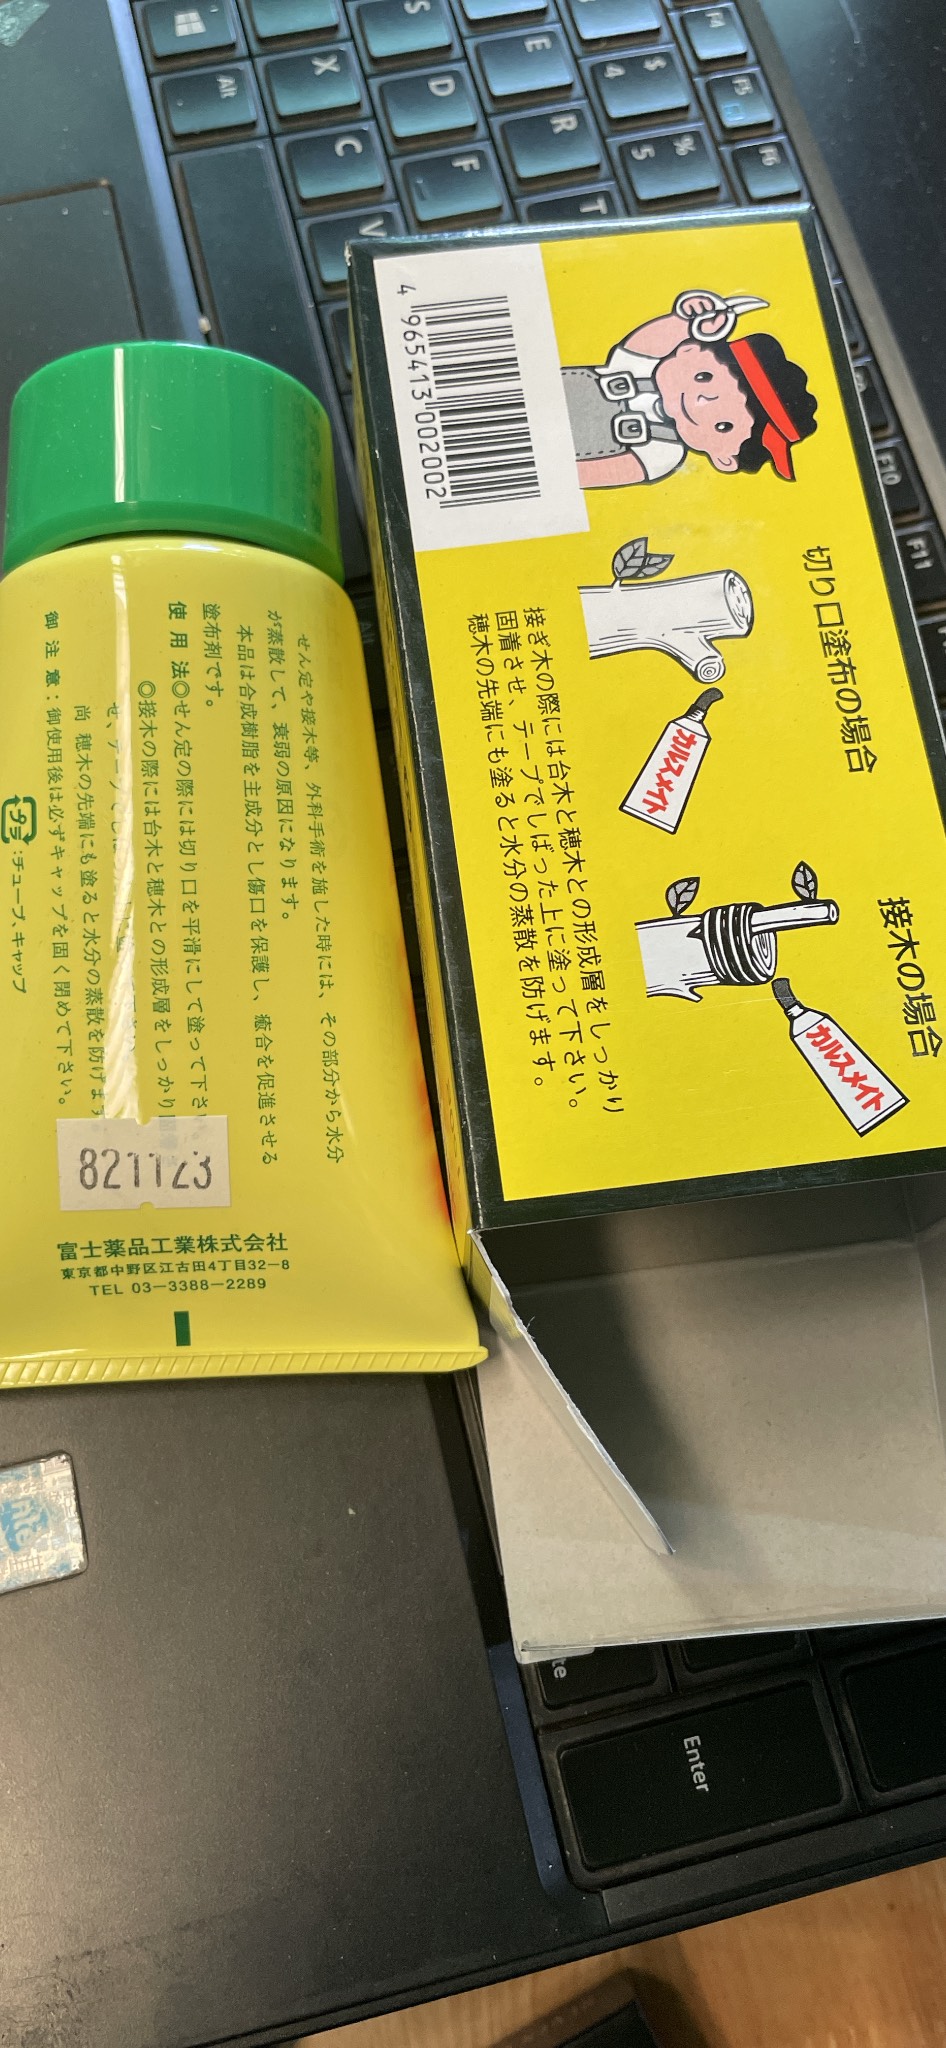 切り口塗布の場合
接木の場合
カルスメイト
カルスメイト
接ぎ木の際には台木と穂木との形成層をしっかり
固着させ、テープでしばった上に塗って下さい。
穂木の先端にも塗ると水分の蒸散を防げます。
4 965413 002002
せん定や接木等、外科手術を施した時には、その部分から水分
が蒸散して、衰弱の原因になります。
本品は合成樹脂を主成分とし傷口を保護し、癒合を促進させる
塗布剤です。
使用法◎せん定の際には切り口を平滑にして塗って下さ
◎接木の際には台木と穂木との形成層をしっかり
せ、テープ
尚 穂木の先端にも塗ると水分の蒸散を防げます
御注意:御使用後は必ずキャップを固く閉めて下さい。
プラ:チューブ、キャップ
821123
富士薬品工業株式会社
東京都中野区江古田4丁目32-8
TEL 03-3388-2289
S
E
$
4
F4
F5
Alt
X
D
R
%
5
F6
C
F
T
V
F10
F11
Enter